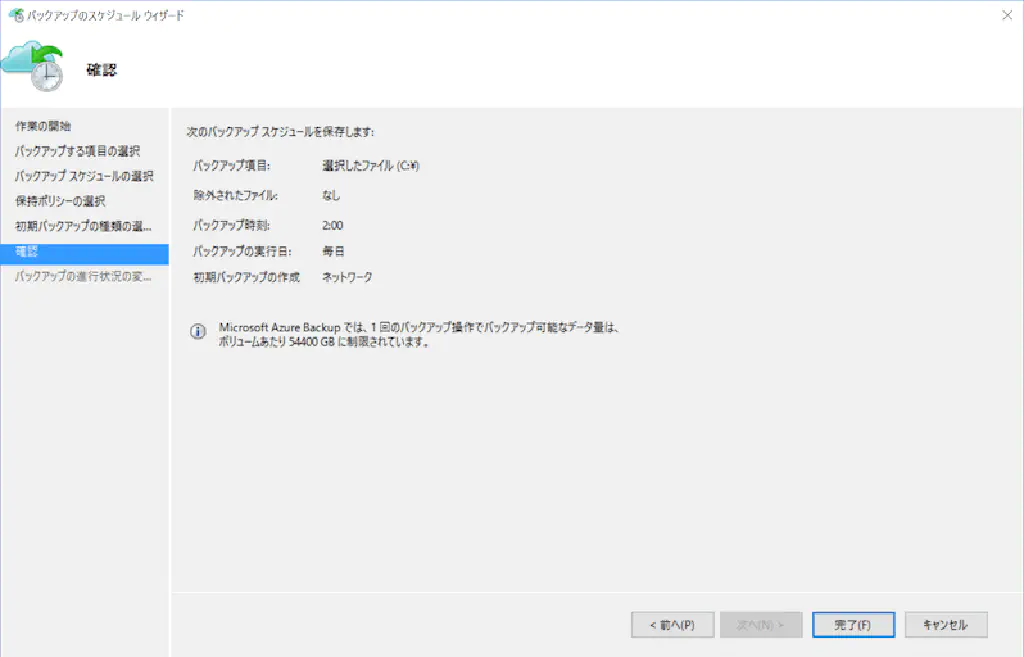 バックアップのスケジュール ウィザード
確認
作業の開始
バックアップする項目の選択
バックアップ スケジュールの選択
保持ポリシーの選択
初期バックアップの種類の選...
確認
バックアップの進行状況の変...
次のバックアップ スケジュールを保存します:
バックアップ項目: 選択したファイル (C:¥)
除外されたファイル: なし
バックアップ時刻: 2:00
バックアップの実行日: 毎日
初期バックアップの作成 ネットワーク
Microsoft Azure Backup では、1 回のバックアップ操作でバックアップ可能なデータ量は、
ボリュームあたり 54400 GB に制限されています。
< 前へ(P) 次へ(N) > 完了(F) キャンセル